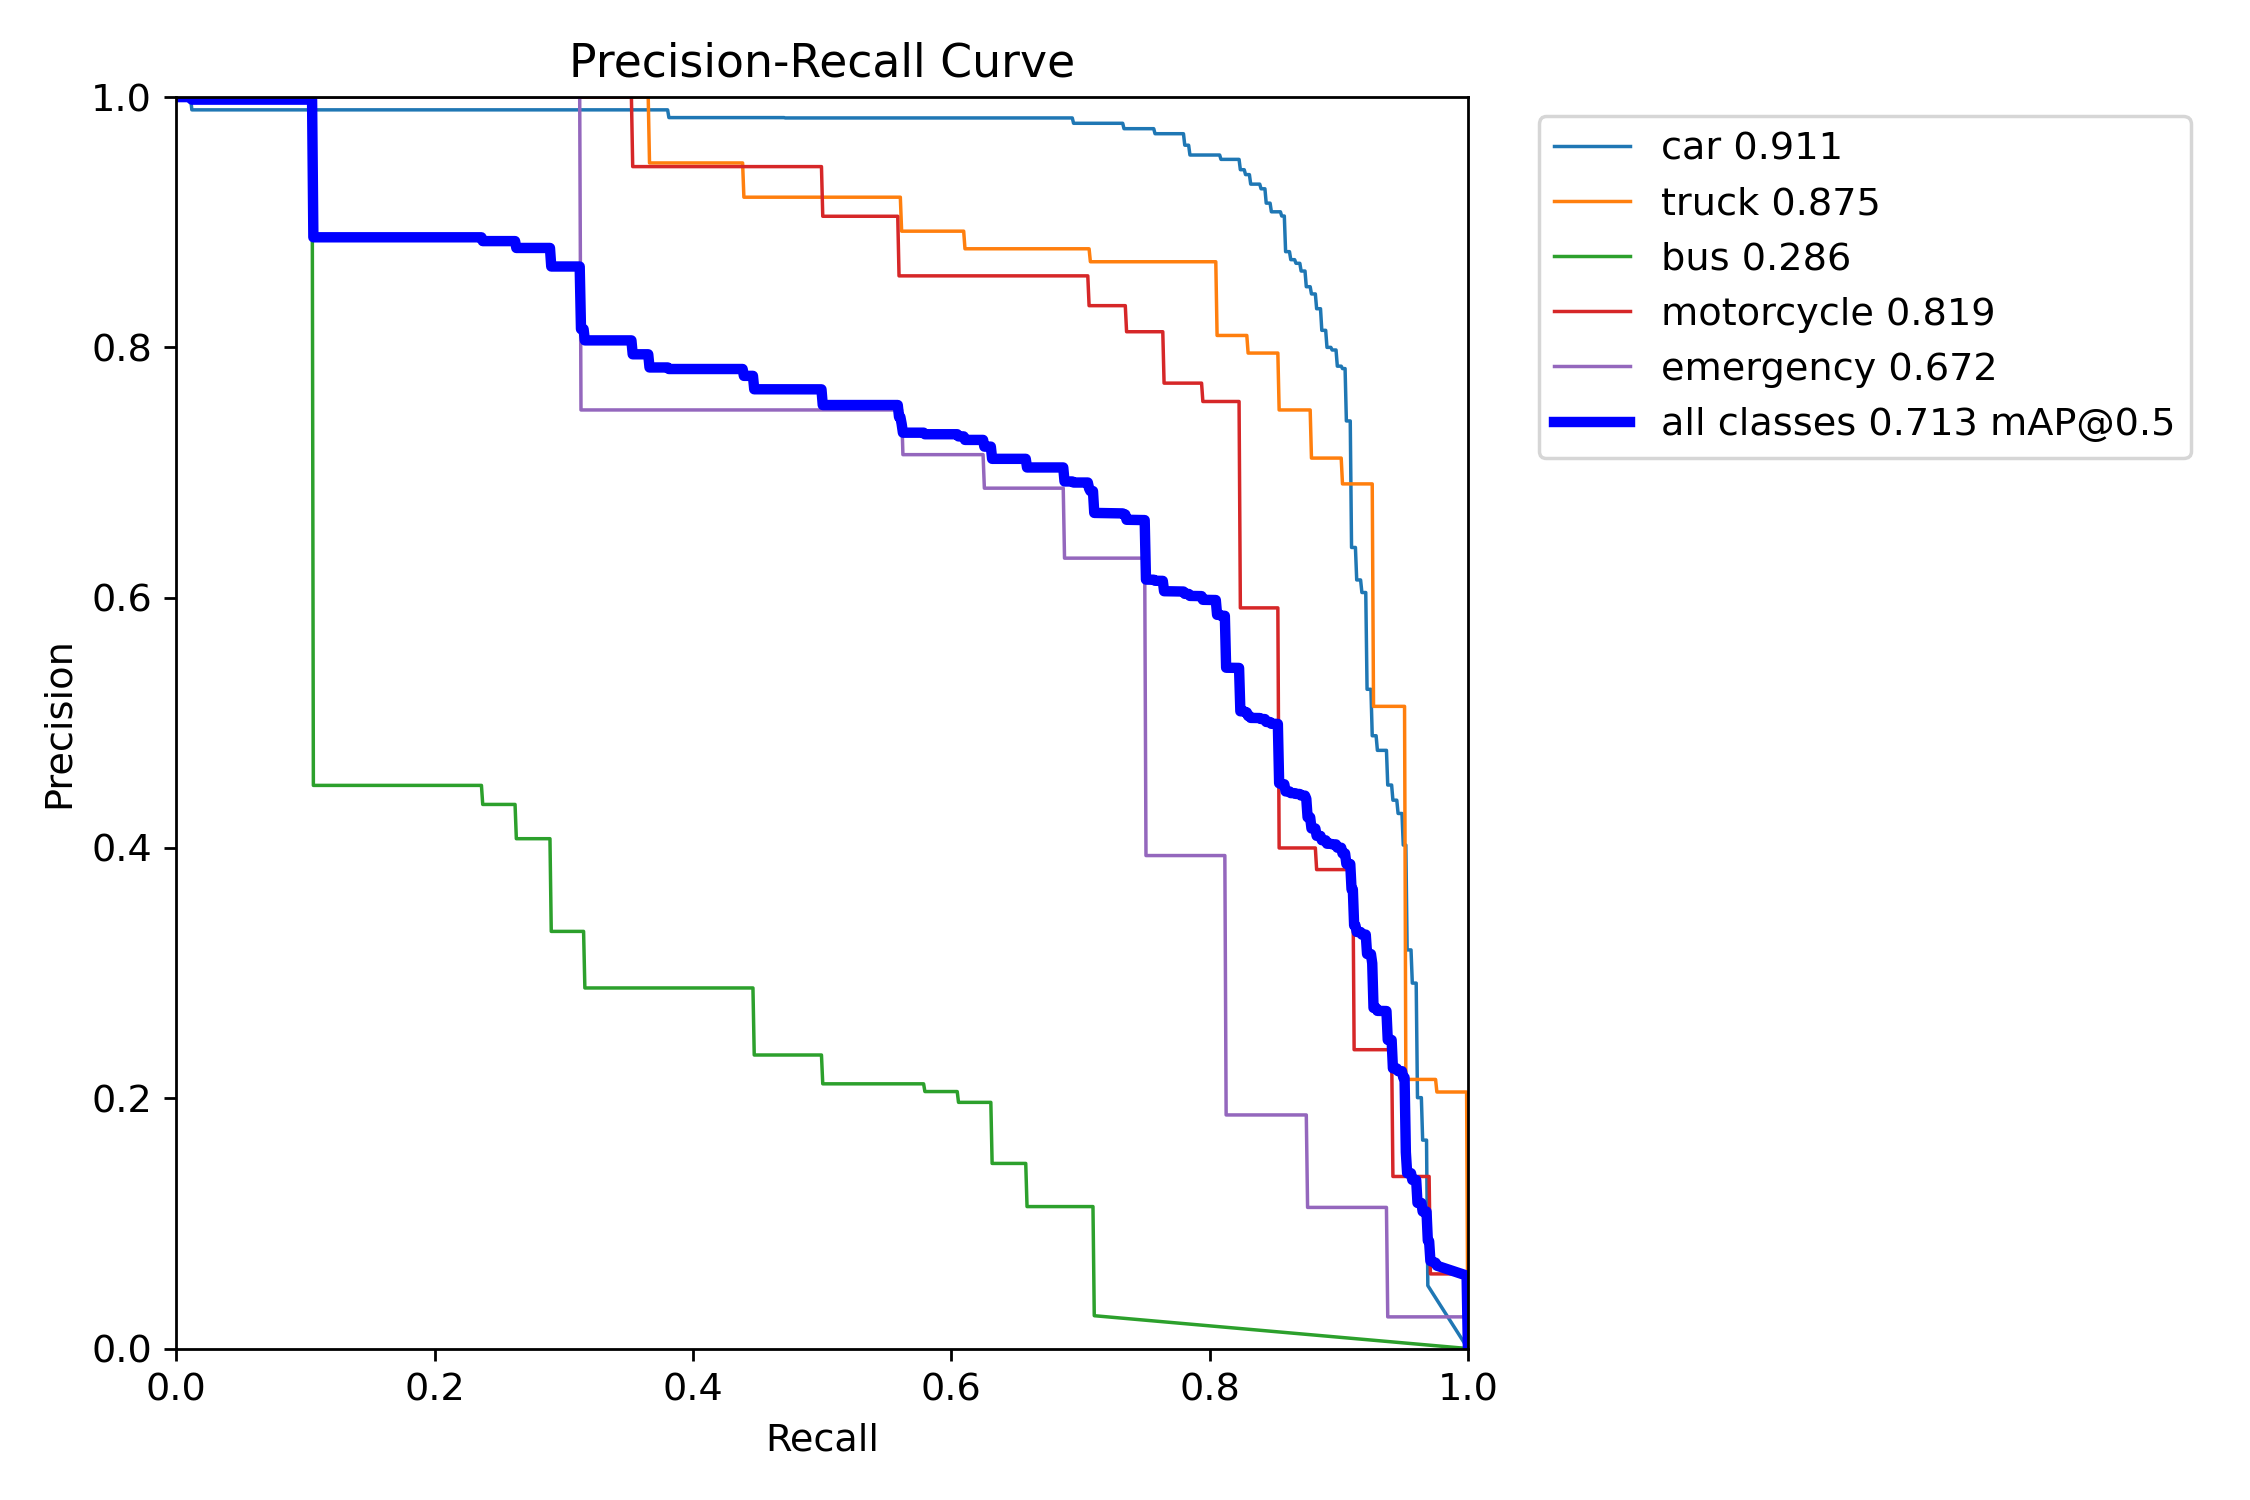 Precision-Recall Curve
1.0
0.8
0.6
0.4
0.2
0.0
Precision
0.0 0.2 0.4 0.6 0.8 1.0
Recall
car 0.911
truck 0.875
bus 0.286
motorcycle 0.819
emergency 0.672
all classes 0.713 mAP@0.5